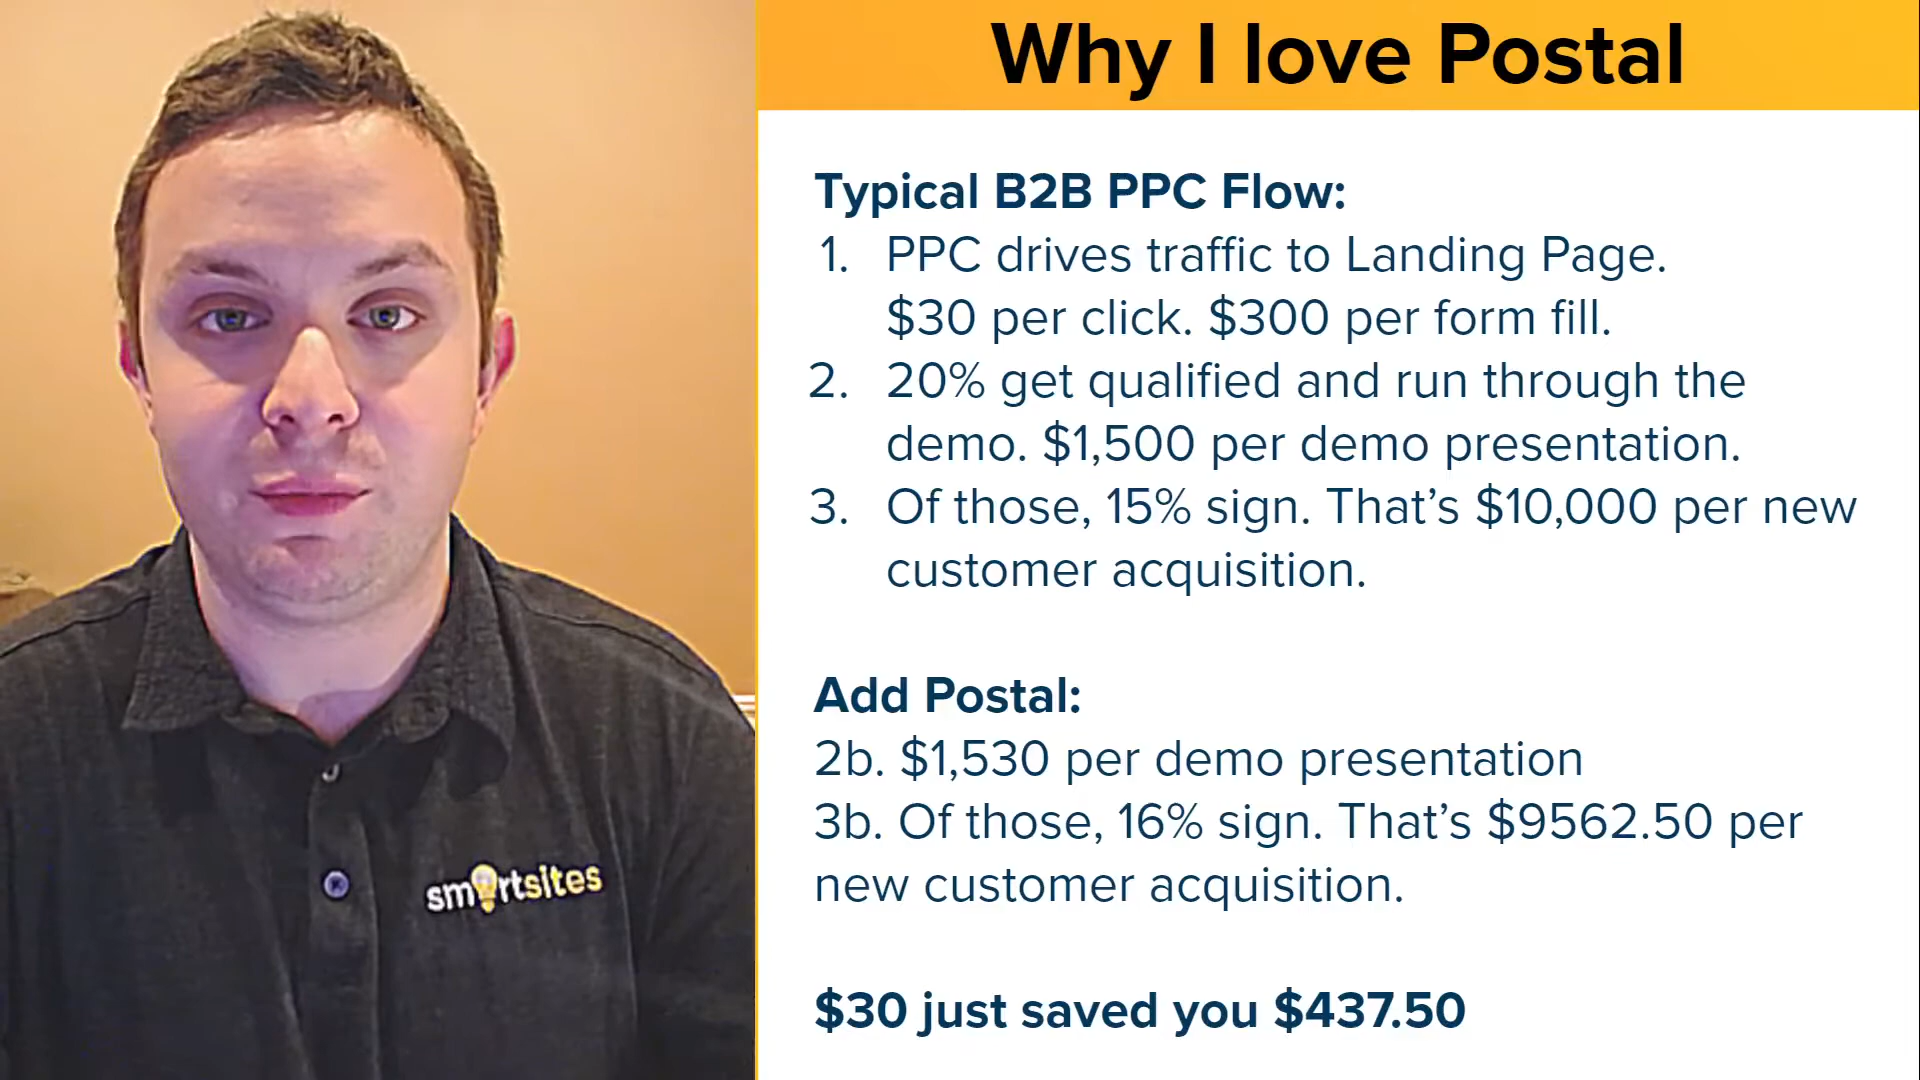 Why I love Postal
Typical B2B PPC Flow:
1. PPC drives traffic to Landing Page.
$30 per click. $300 per form fill.
2. 20% get qualified and run through the
demo. $1,500 per demo presentation.
3. Of those, 15% sign. That’s $10,000 per new
customer acquisition.
Add Postal:
2b. $1,530 per demo presentation
3b. Of those, 16% sign. That’s $9562.50 per
new customer acquisition.
$30 just saved you $437.50
smartsites